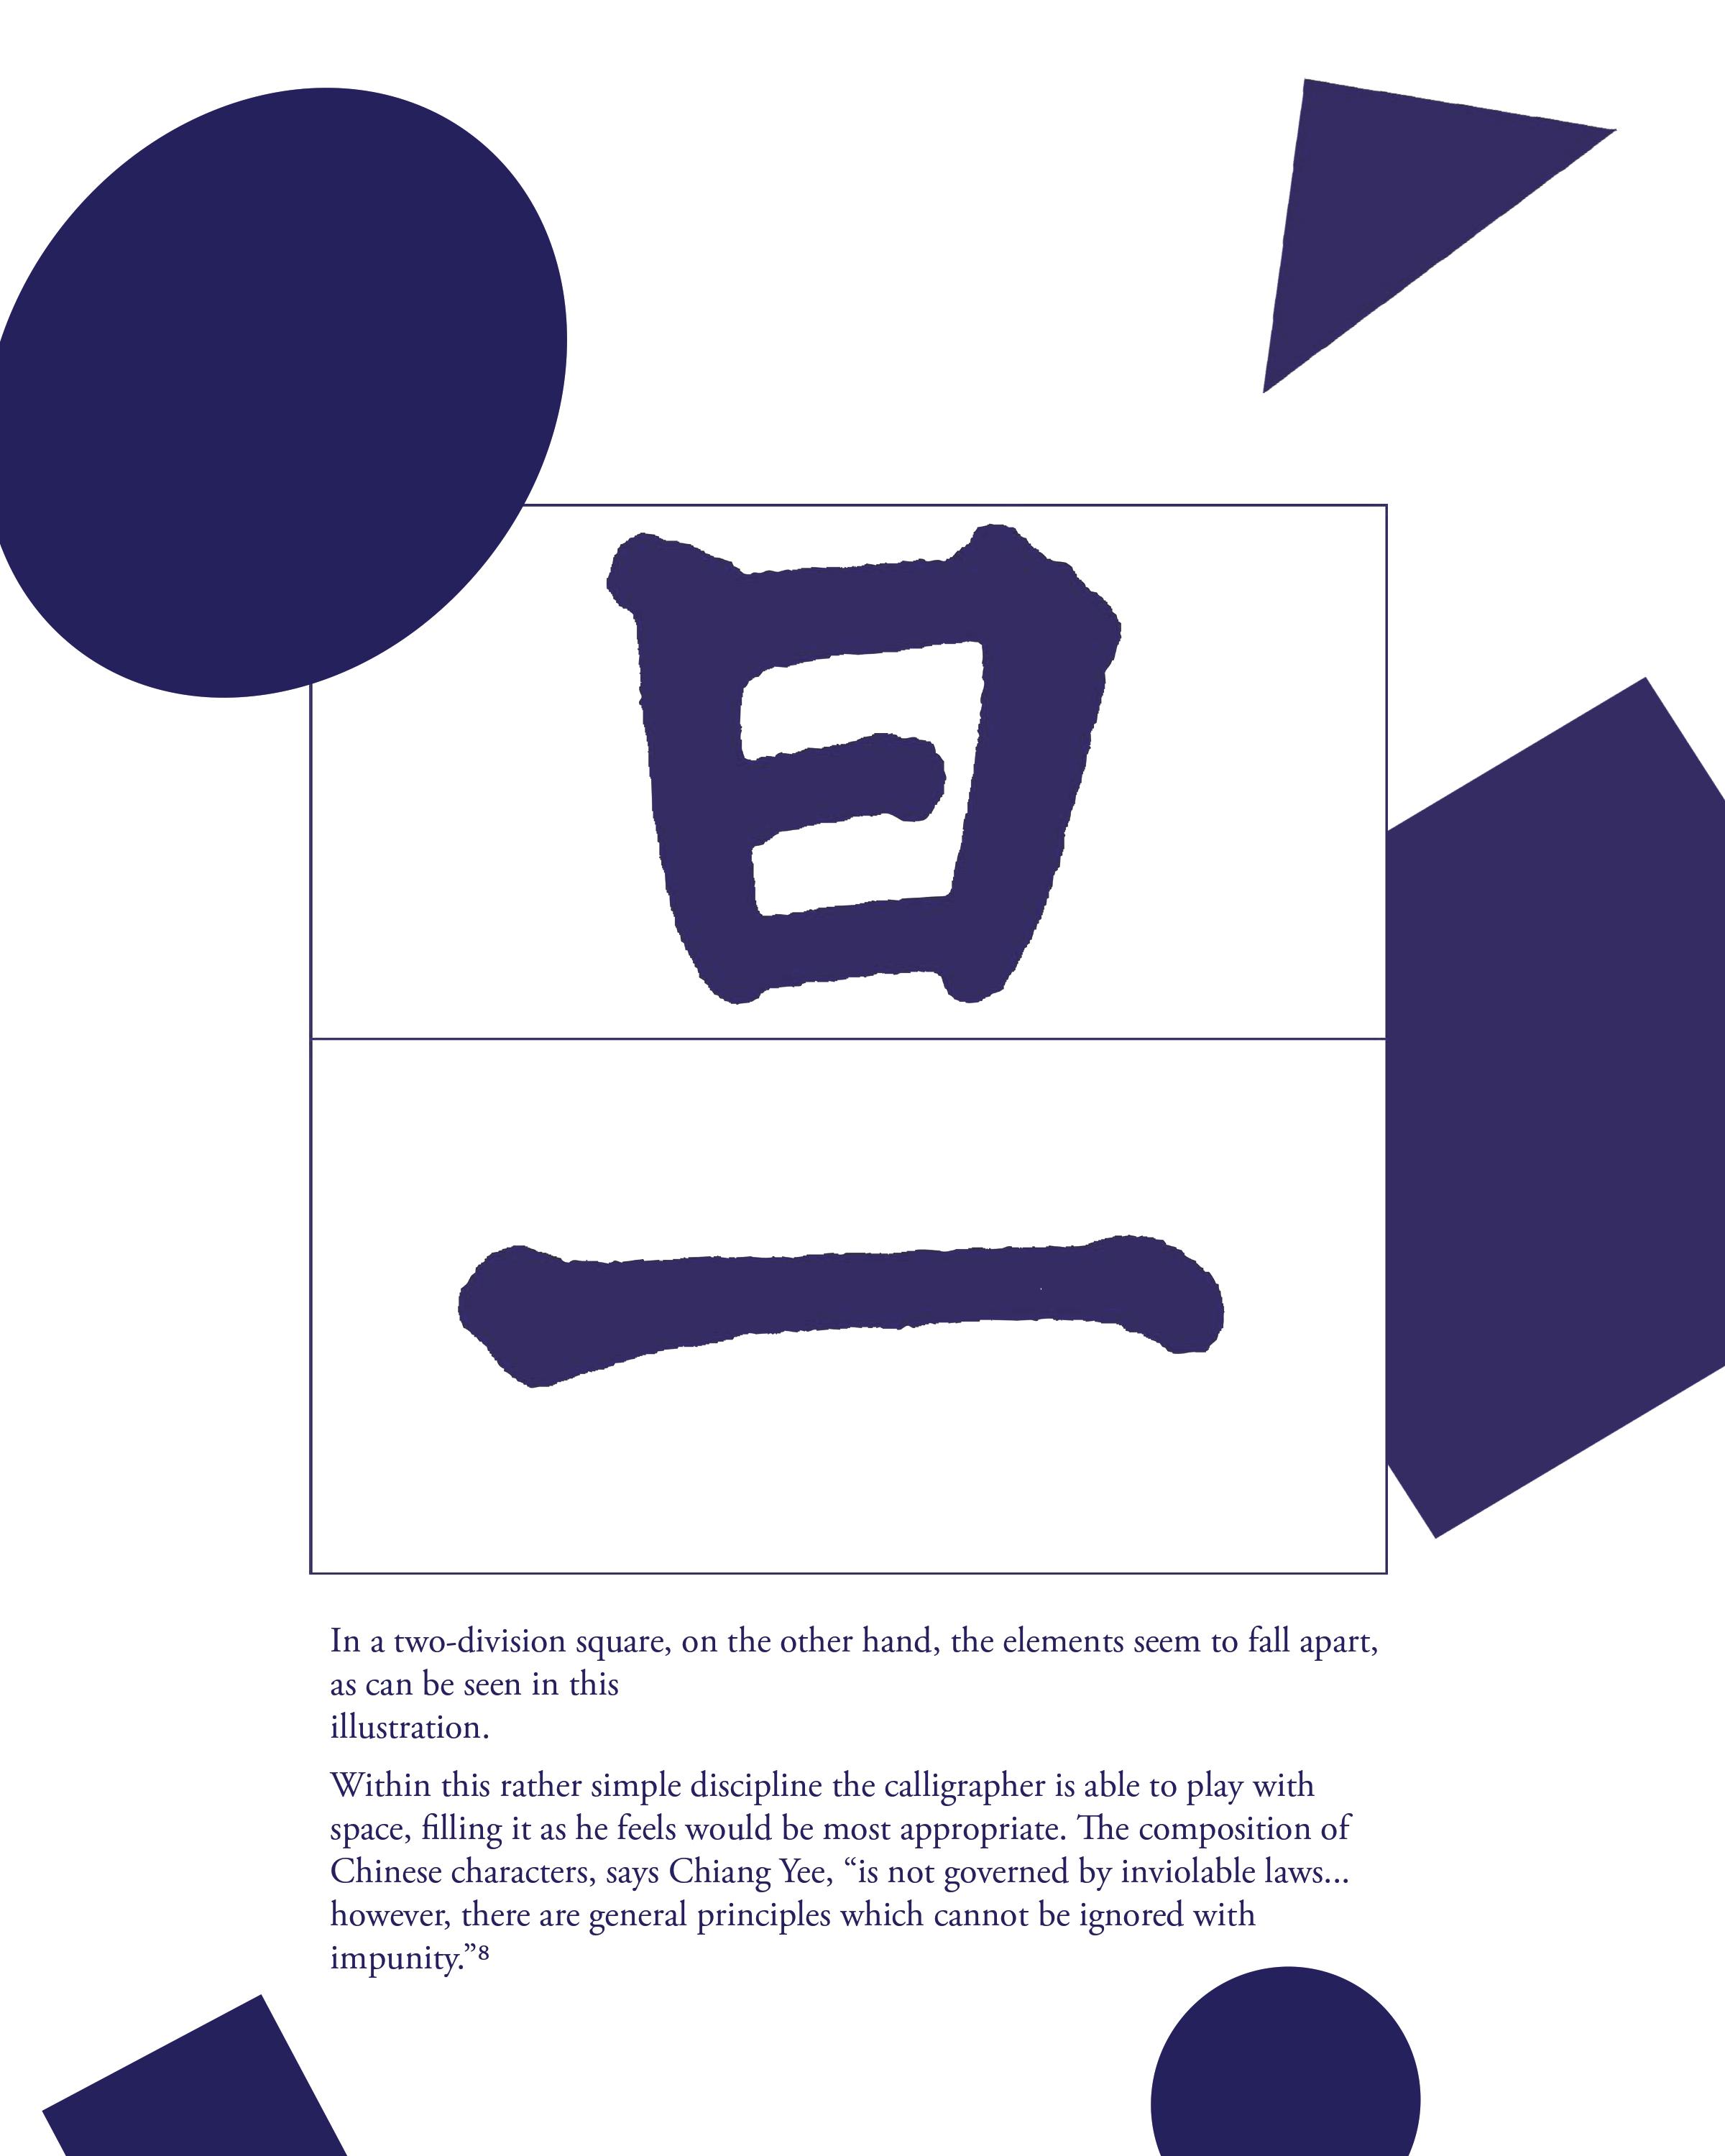 旦
In a two-division square, on the other hand, the elements seem to fall apart,
as can be seen in this
illustration.
Within this rather simple discipline the calligrapher is able to play with
space, filling it as he feels would be most appropriate. The composition of
Chinese characters, says Chiang Yee, “is not governed by inviolable laws...
however, there are general principles which cannot be ignored with
impunity.”⁸